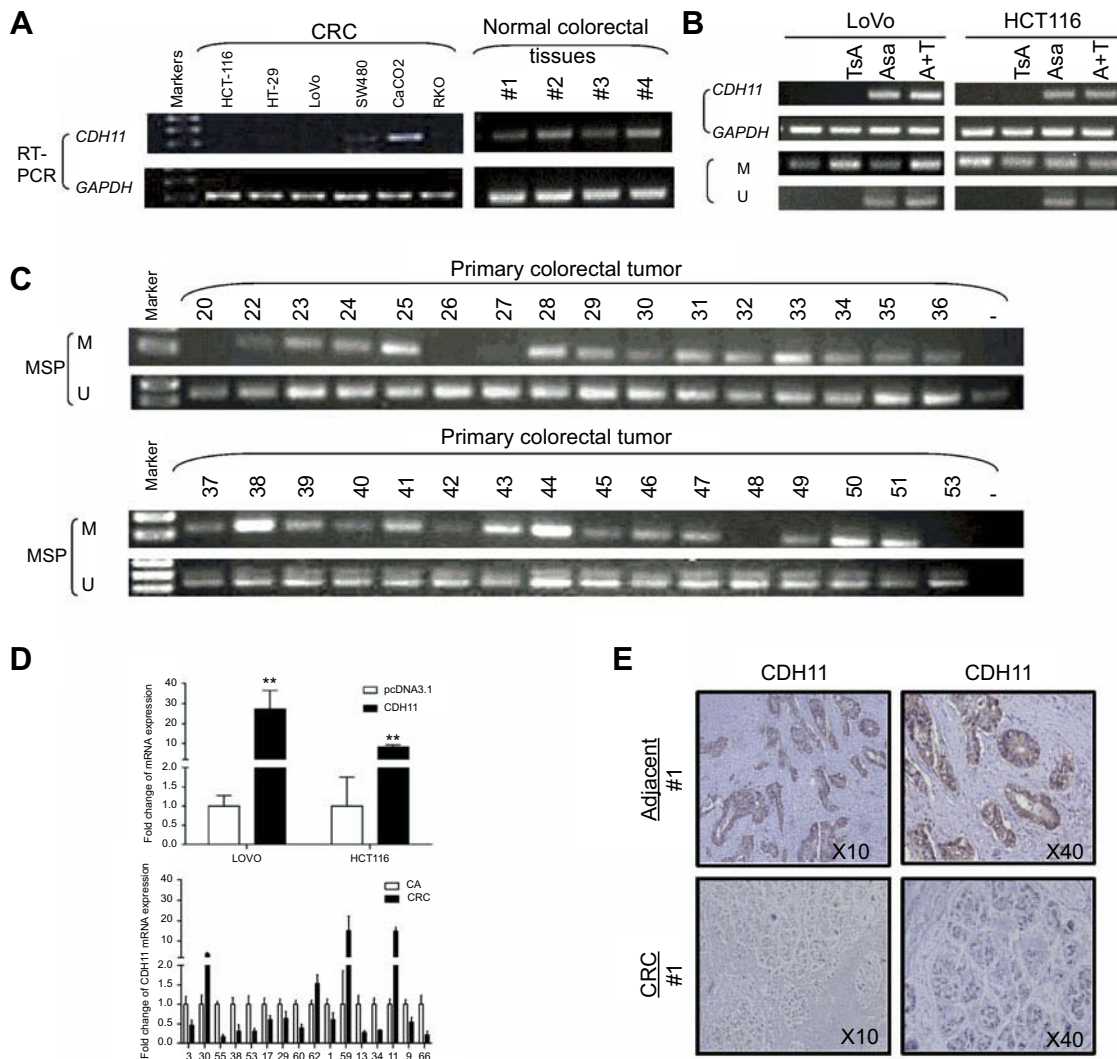 A
CRC
Normal colorectal
tissues
Markers
HCT-116
HT-29
LoVo
SW480
CaCO2
RKO
#1
#2
#3
#4
RT-
PCR
CDH11
GAPDH
B
LoVo
HCT116
TsA
Asa
A+T
TsA
Asa
A+T
CDH11
GAPDH
M
U
C
Primary colorectal tumor
Marker
20 22 23 24 25 26 27 28 29 30 31 32 33 34 35 36 -
MSP
M
U
Primary colorectal tumor
Marker
37 38 39 40 41 42 43 44 45 46 47 48 49 50 51 53 -
MSP
M
U
D
Fold change of mRNA expression
40
30
20
10
2.0
1.5
1.0
0.5
0.0
**
**
pcDNA3.1
CDH11
LOVO
HCT116
Fold change of CDH11 mRNA expression
40
30
20
10
2.0
1.5
1.0
0.5
0.0
CA
CRC
3 30 55 38 53 17 29 60 62 1 59 13 34 11 9 66
E
CDH11
CDH11
Adjacent
#1
X10
X40
CRC
#1
X10
X40